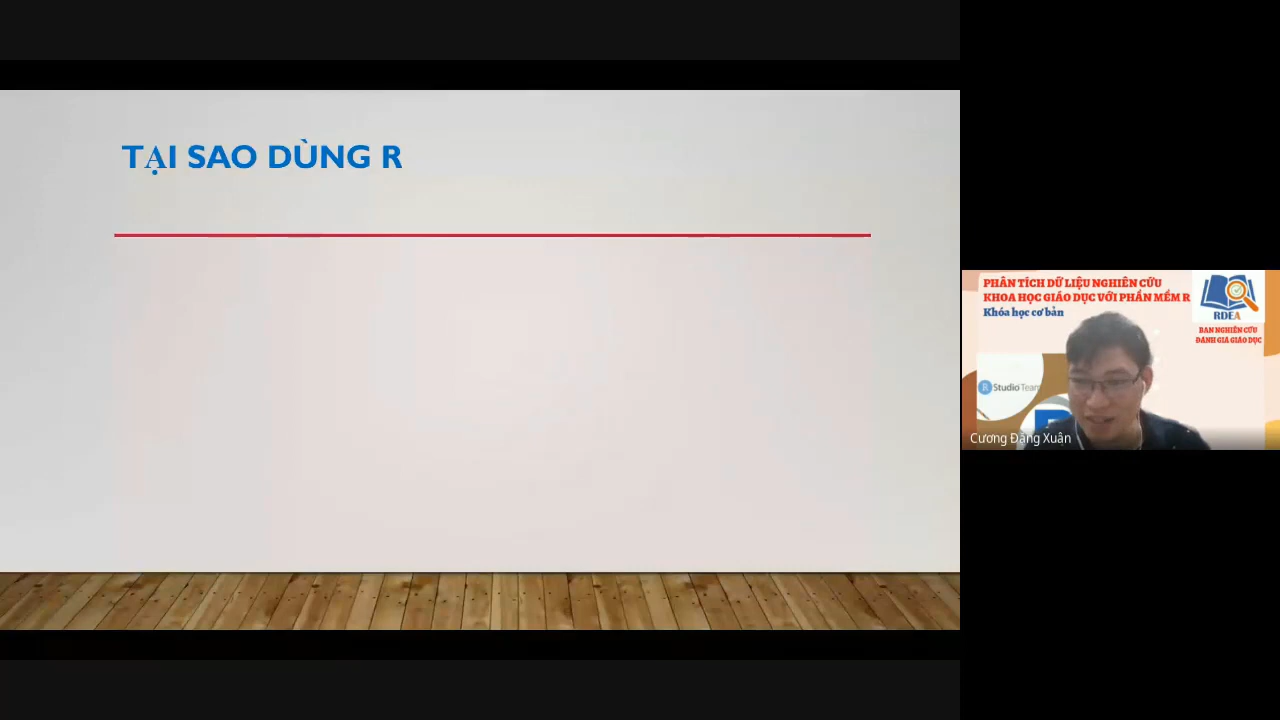 TẠI SAO DÙNG R
PHÂN TÍCH DỮ LIỆU NGHIÊN CỨU
KHOA HỌC GIÁO DỤC VỚI PHẦN MỀM R
Khóa học cơ bản
RDEA
BAN NGHIÊN CỨU
ĐÁNH GIÁ GIÁO DỤC
R Studio Team
Cương Đặng Xuân